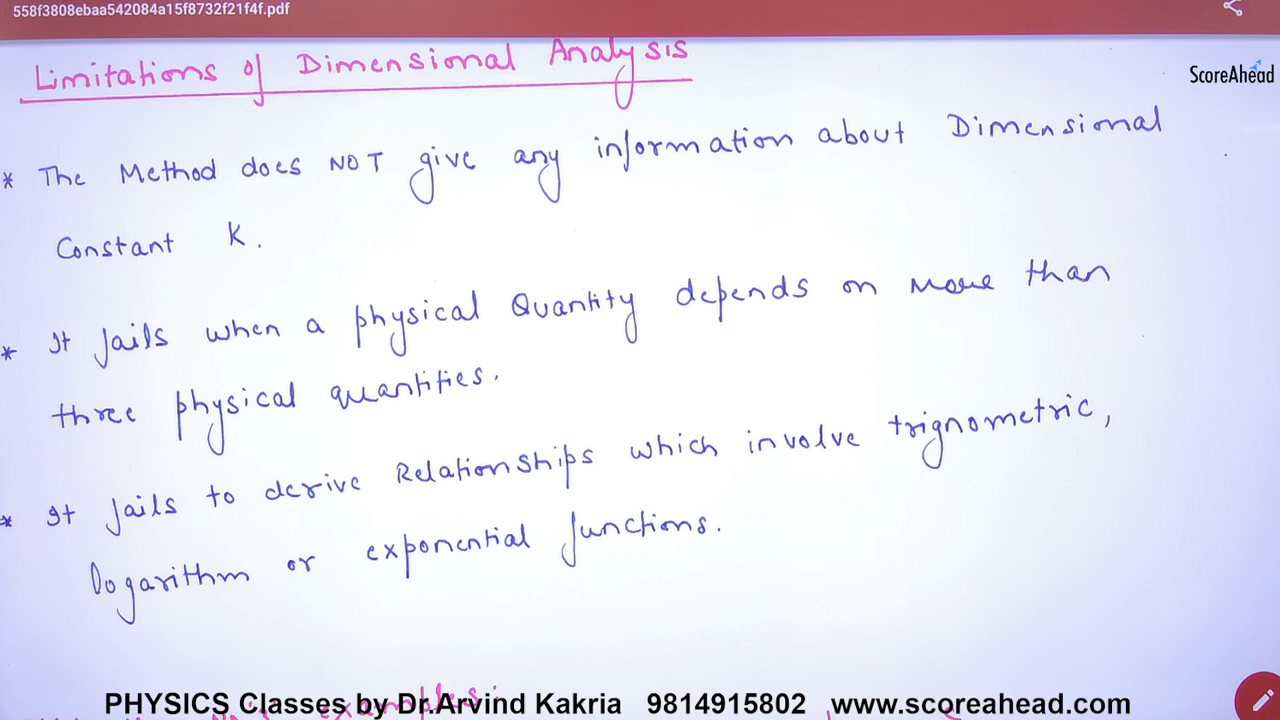 558f3808ebaa542084a15f8732f21f4f.pdf
Limitations of Dimensional Analysis
ScoreAhead
* The Method does NOT give any information about Dimensional
Constant K.
* It fails when a physical Quantity depends on more than
three physical quantities.
* It fails to derive Relationships which involve trignometric,
logarithm or exponential functions.
examples:
PHYSICS Classes by Dr.Arvind Kakria 9814915802 www.scoreahead.com